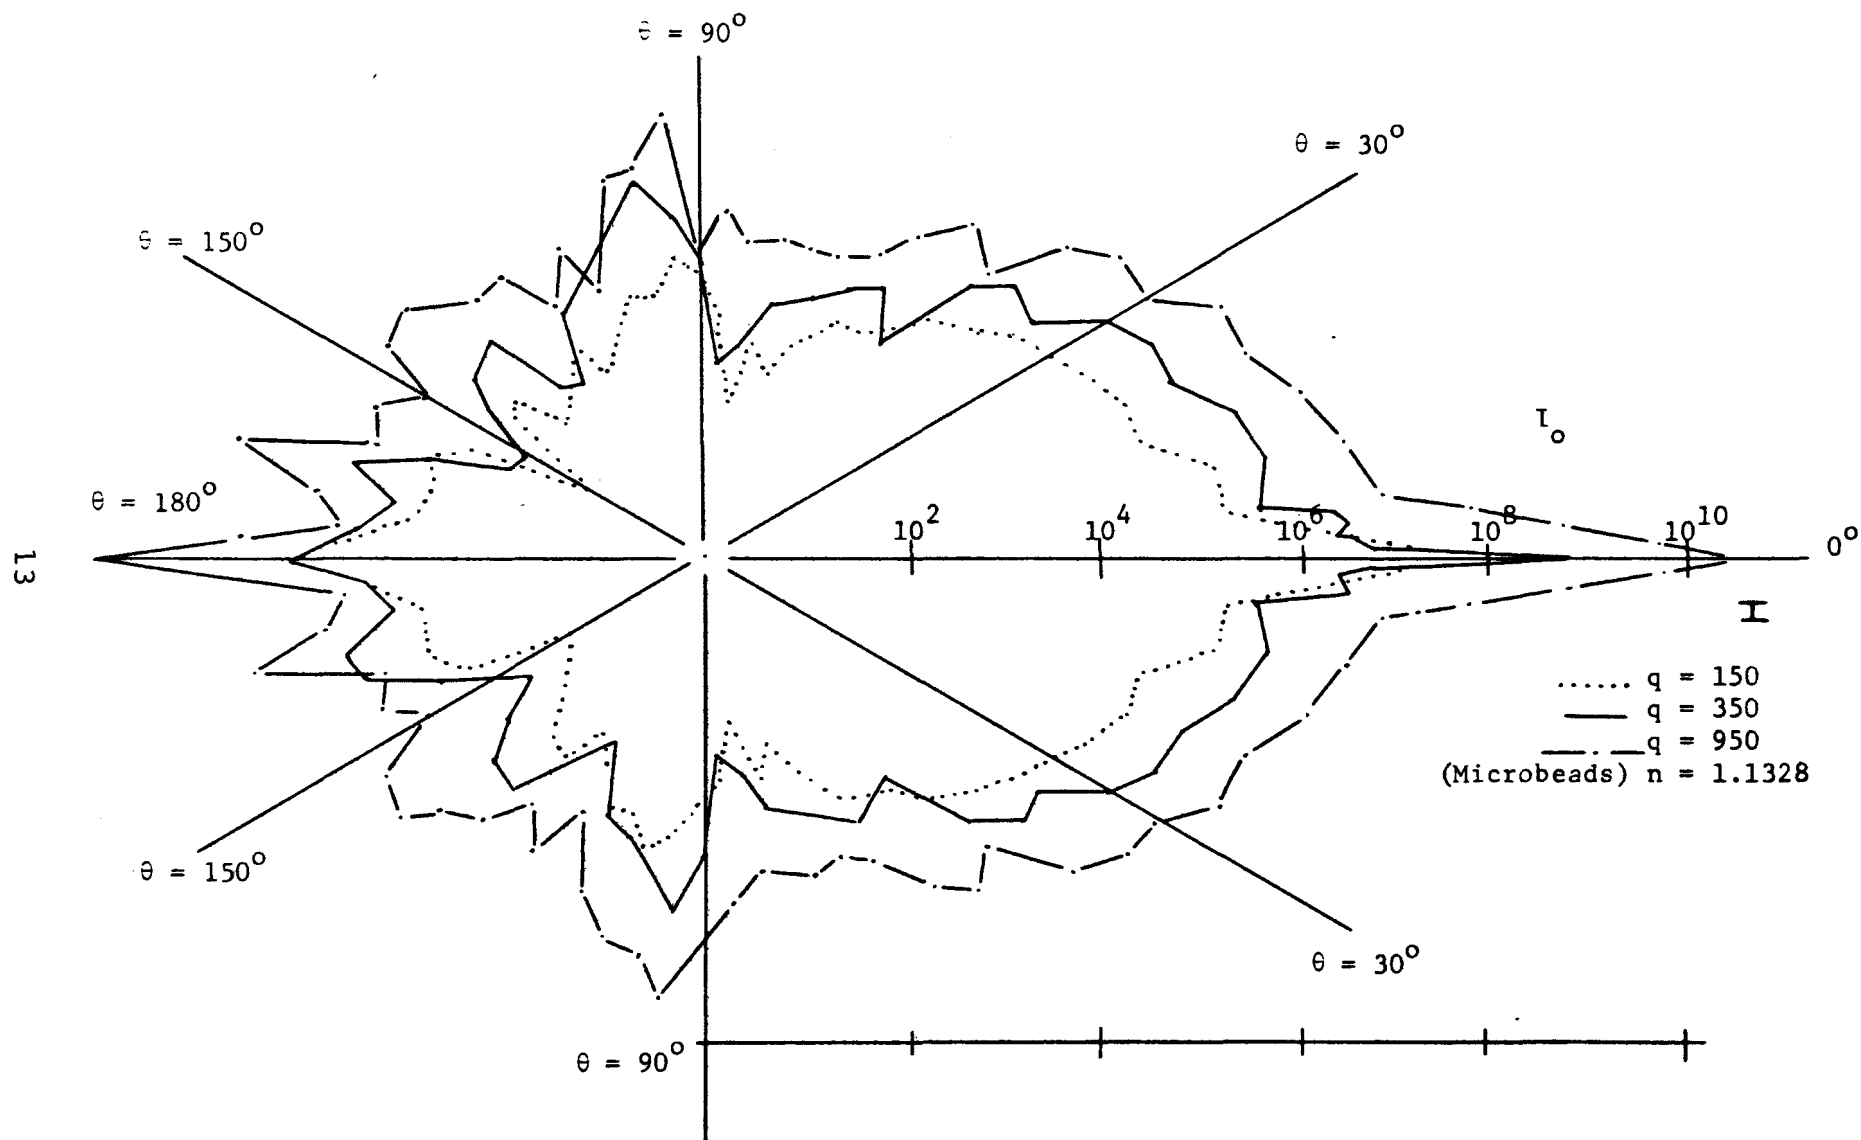 θ = 90°
θ = 30°
θ = 150°
I₀
θ = 180°
10² 10⁴ 10⁶ 10⁸ 10¹⁰
0°
13
I
q = 150
q = 350
q = 950
(Microbeads) n = 1.1328
θ = 150°
θ = 30°
θ = 90°